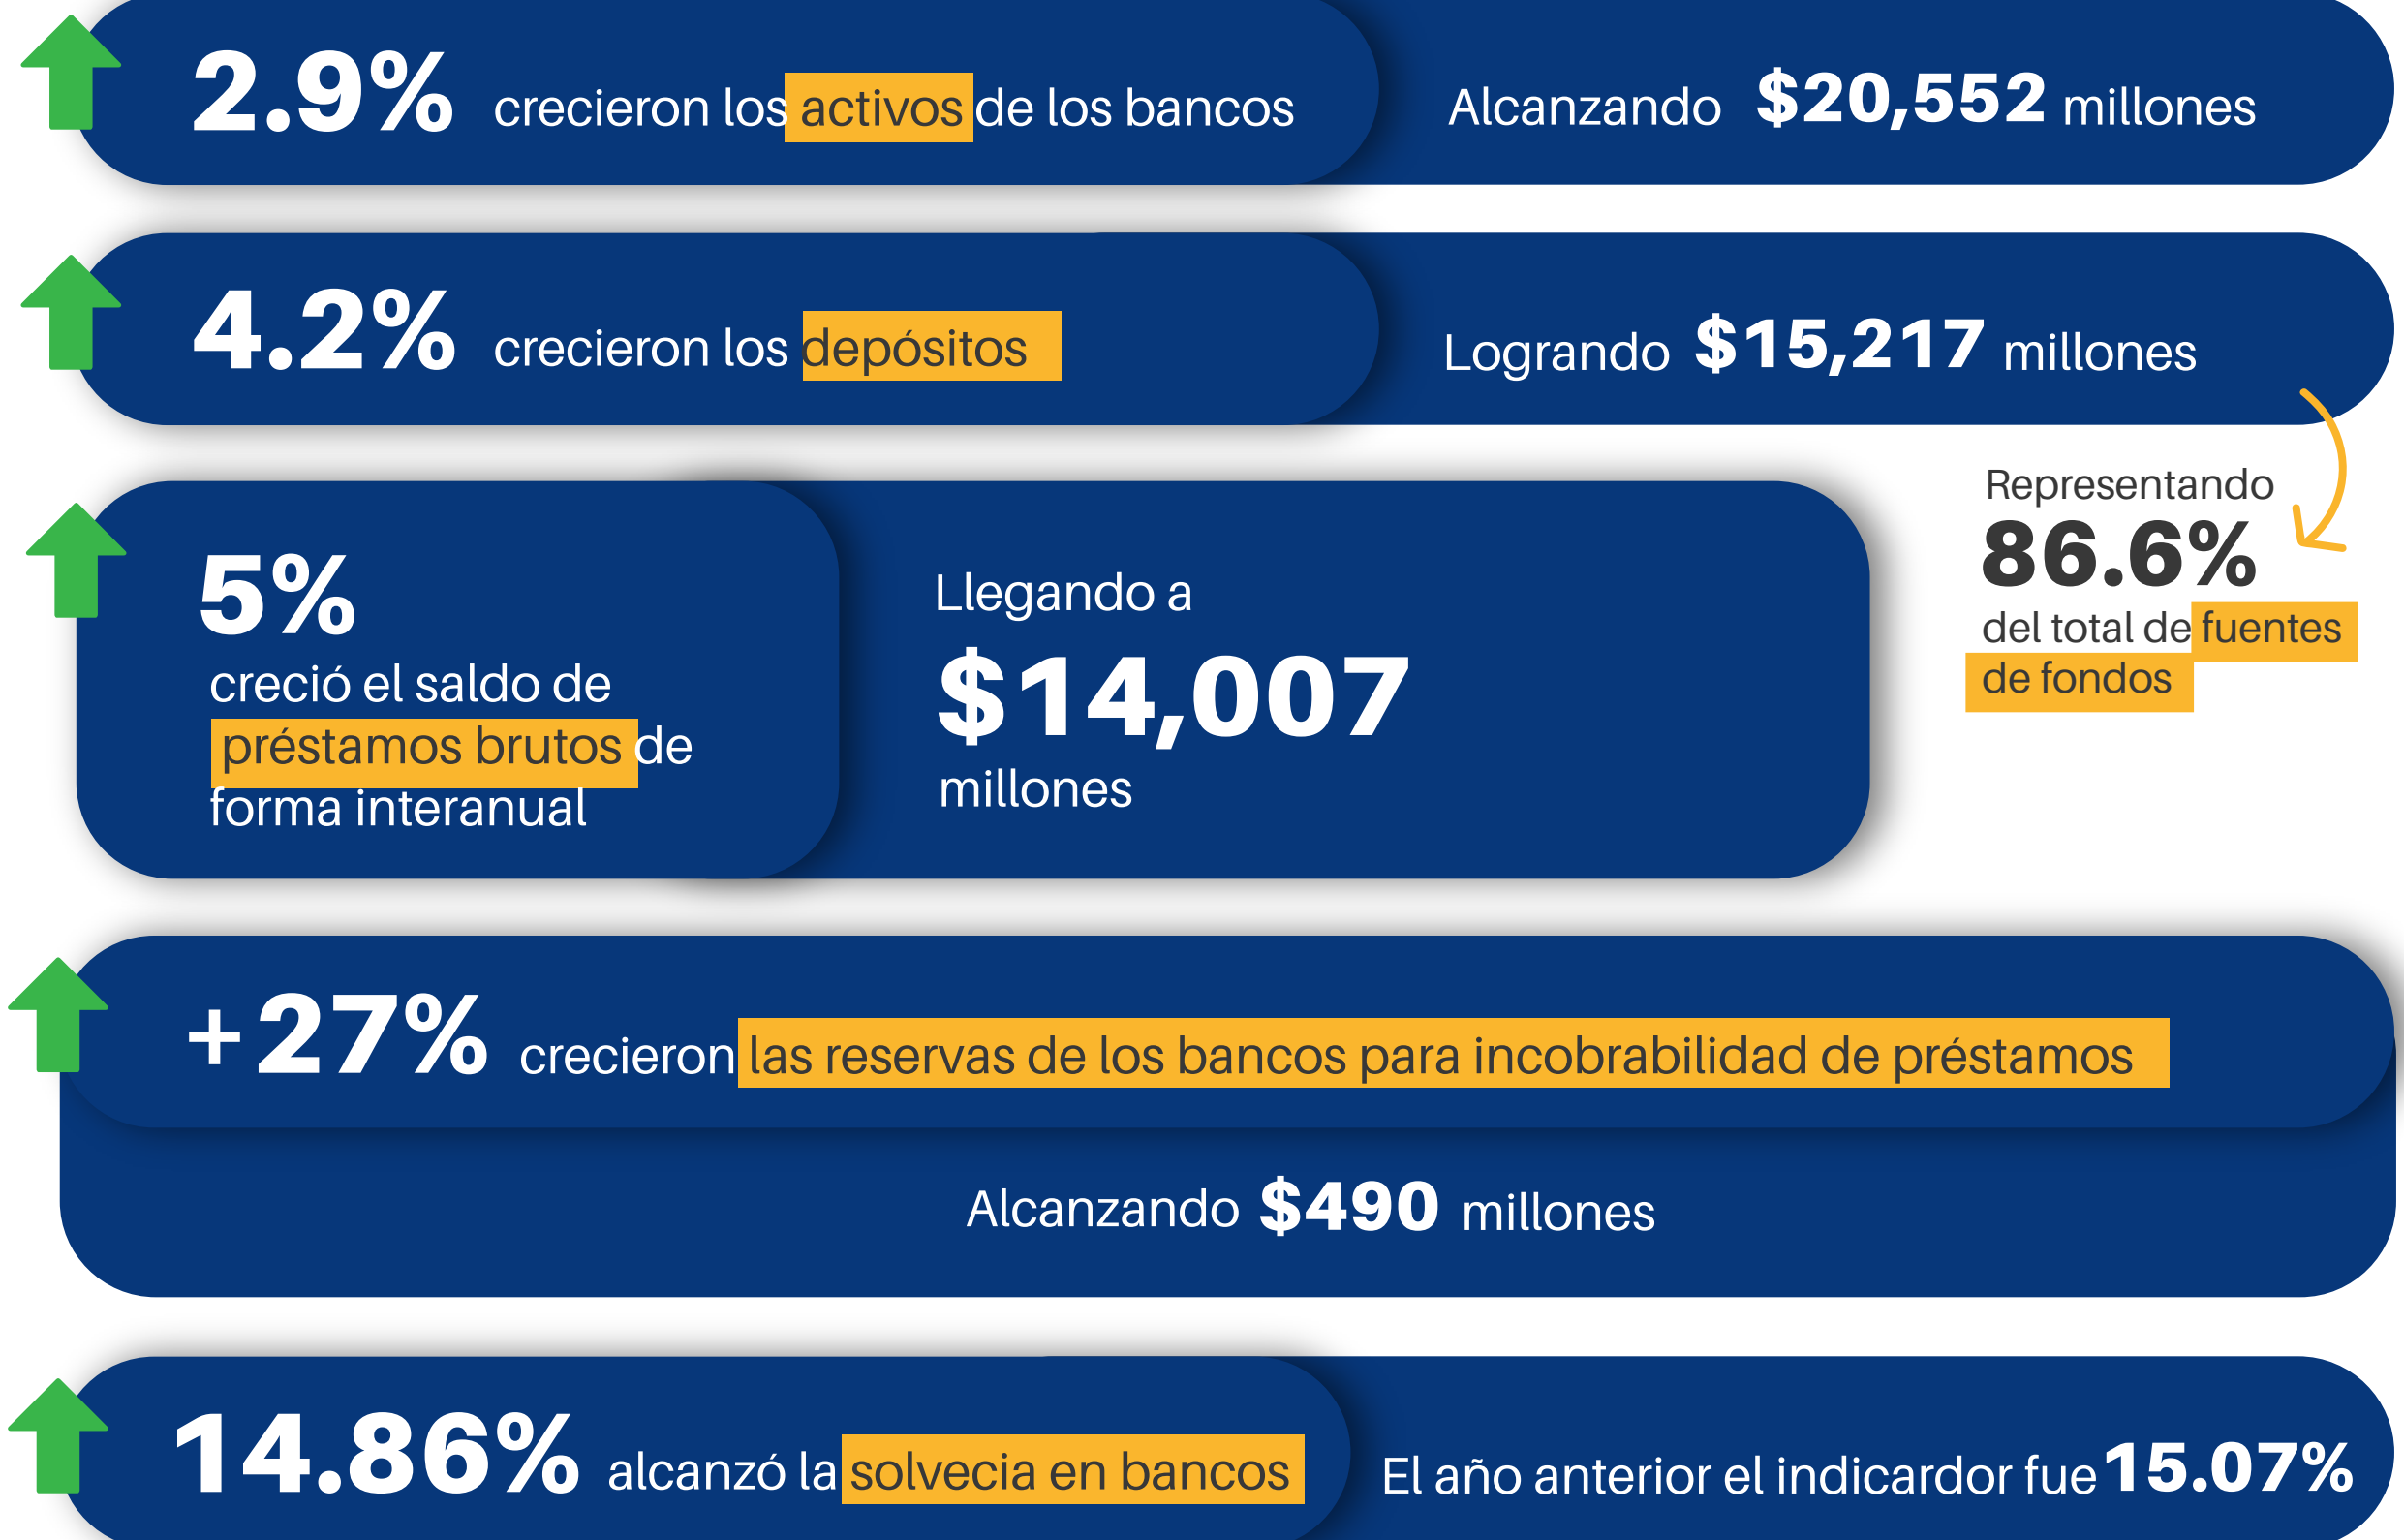 2.9% crecieron los activos de los bancos Alcanzando $20,552 millones
4.2% crecieron los depósitos Logrando $15,217 millones
Representando
86.6%
del total de fuentes
de fondos
5%
creció el saldo de
préstamos brutos de
forma interanual
Llegando a
$14,007
millones
+27% crecieron las reservas de los bancos para incobrabilidad de préstamos
Alcanzando $490 millones
14.86% alcanzó la solvecia en bancos El año anterior el indicardor fue 15.07%